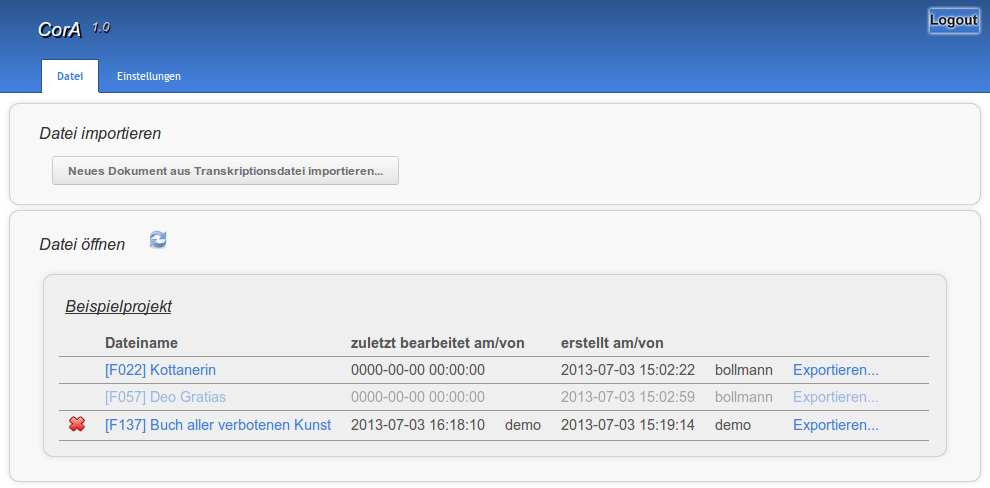 CorA 1.0
Logout
Datei Einstellungen
Datei importieren
Neues Dokument aus Transkriptionsdatei importieren...
Datei öffnen
Beispielprojekt
Dateiname zuletzt bearbeitet am/von erstellt am/von
[F022] Kottanerin 0000-00-00 00:00:00 2013-07-03 15:02:22 bollmann Exportieren...
[F057] Deo Gratias 0000-00-00 00:00:00 2013-07-03 15:02:59 bollmann Exportieren...
[F137] Buch aller verbotenen Kunst 2013-07-03 16:18:10 demo 2013-07-03 15:19:14 demo Exportieren...